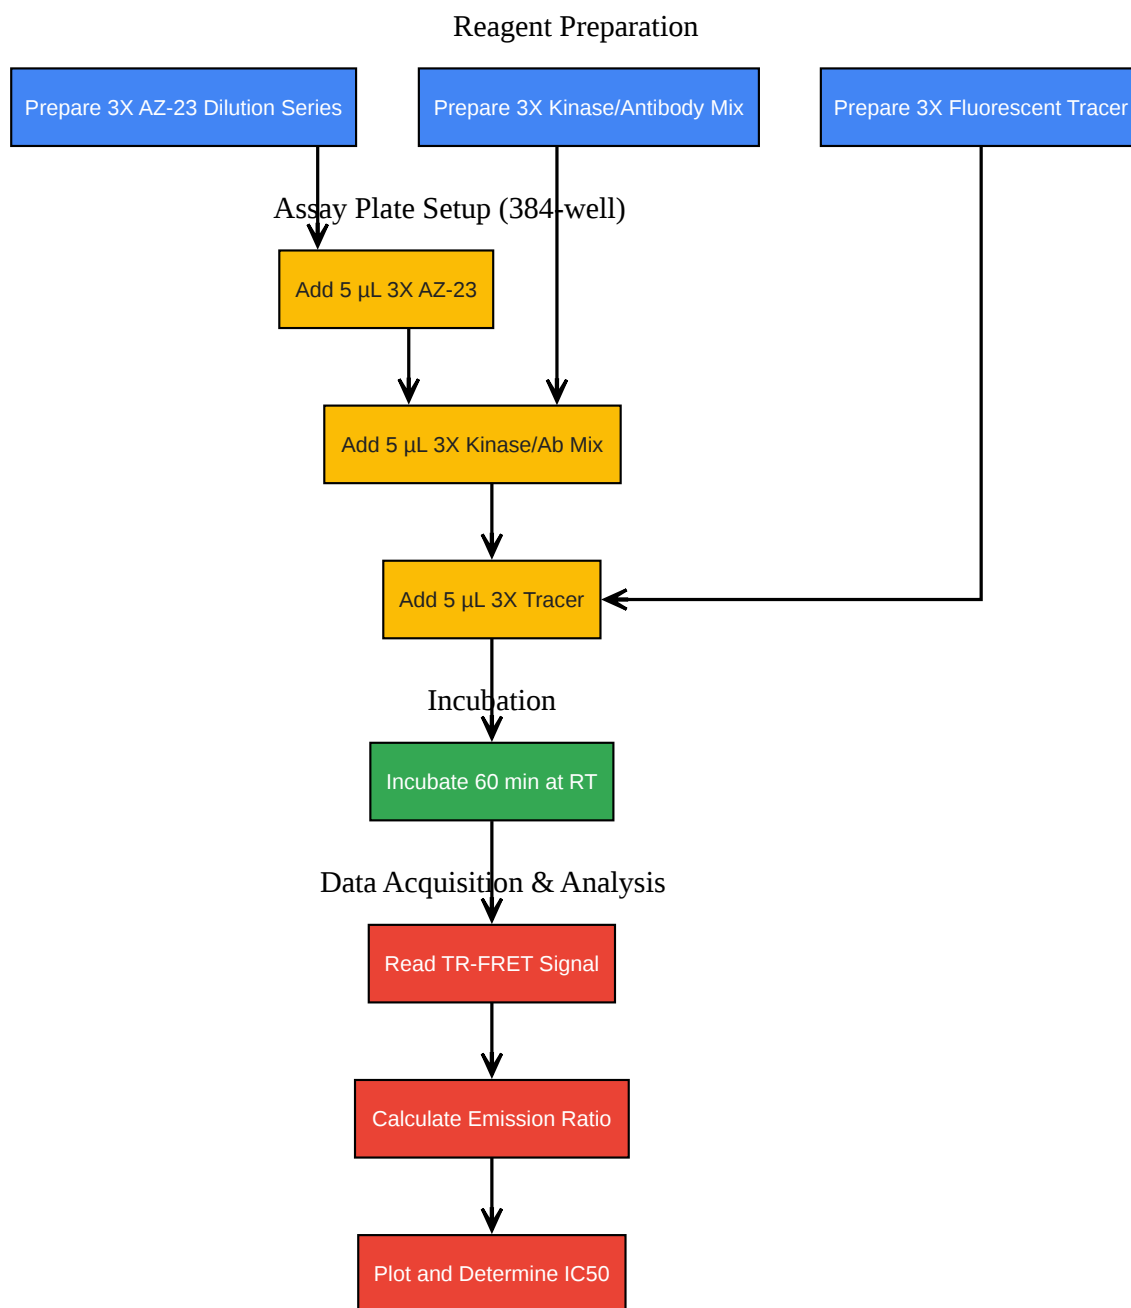 Reagent Preparation
Prepare 3X AZ-23 Dilution Series
Prepare 3X Kinase/Antibody Mix
Prepare 3X Fluorescent Tracer
Assay Plate Setup (384-well)
Add 5 µL 3X AZ-23
Add 5 µL 3X Kinase/Ab Mix
Add 5 µL 3X Tracer
Incubation
Incubate 60 min at RT
Data Acquisition & Analysis
Read TR-FRET Signal
Calculate Emission Ratio
Plot and Determine IC50